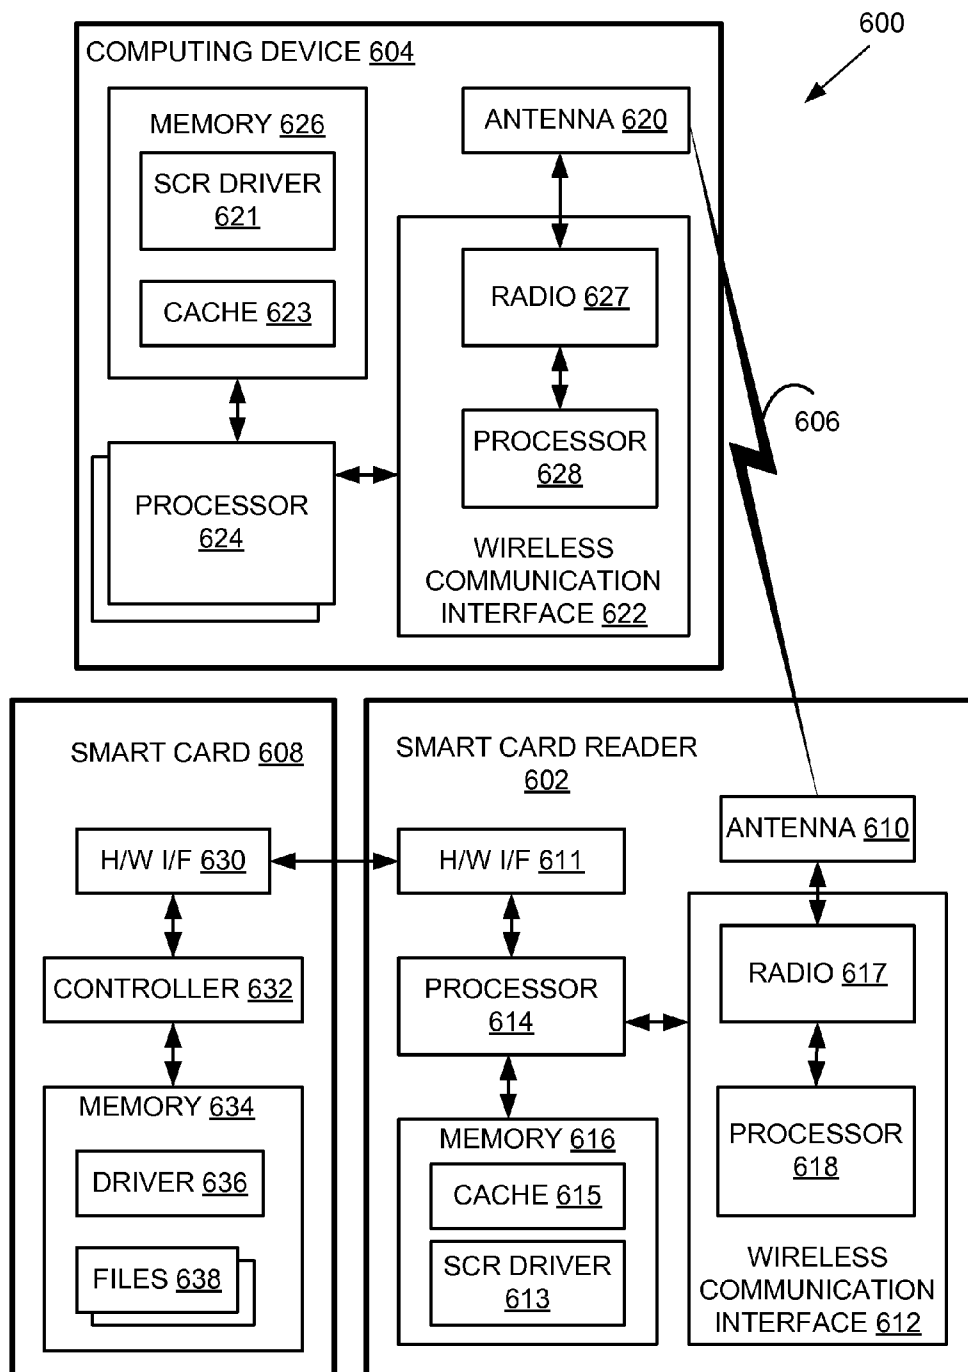 600
COMPUTING DEVICE 604
MEMORY 626
SCR DRIVER
621
CACHE 623
PROCESSOR
624
ANTENNA 620
RADIO 627
PROCESSOR
628
WIRELESS
COMMUNICATION
INTERFACE 622
606
SMART CARD 608
H/W I/F 630
CONTROLLER 632
MEMORY 634
DRIVER 636
FILES 638
SMART CARD READER
602
H/W I/F 611
PROCESSOR
614
MEMORY 616
CACHE 615
SCR DRIVER
613
ANTENNA 610
RADIO 617
PROCESSOR
618
WIRELESS
COMMUNICATION
INTERFACE 612